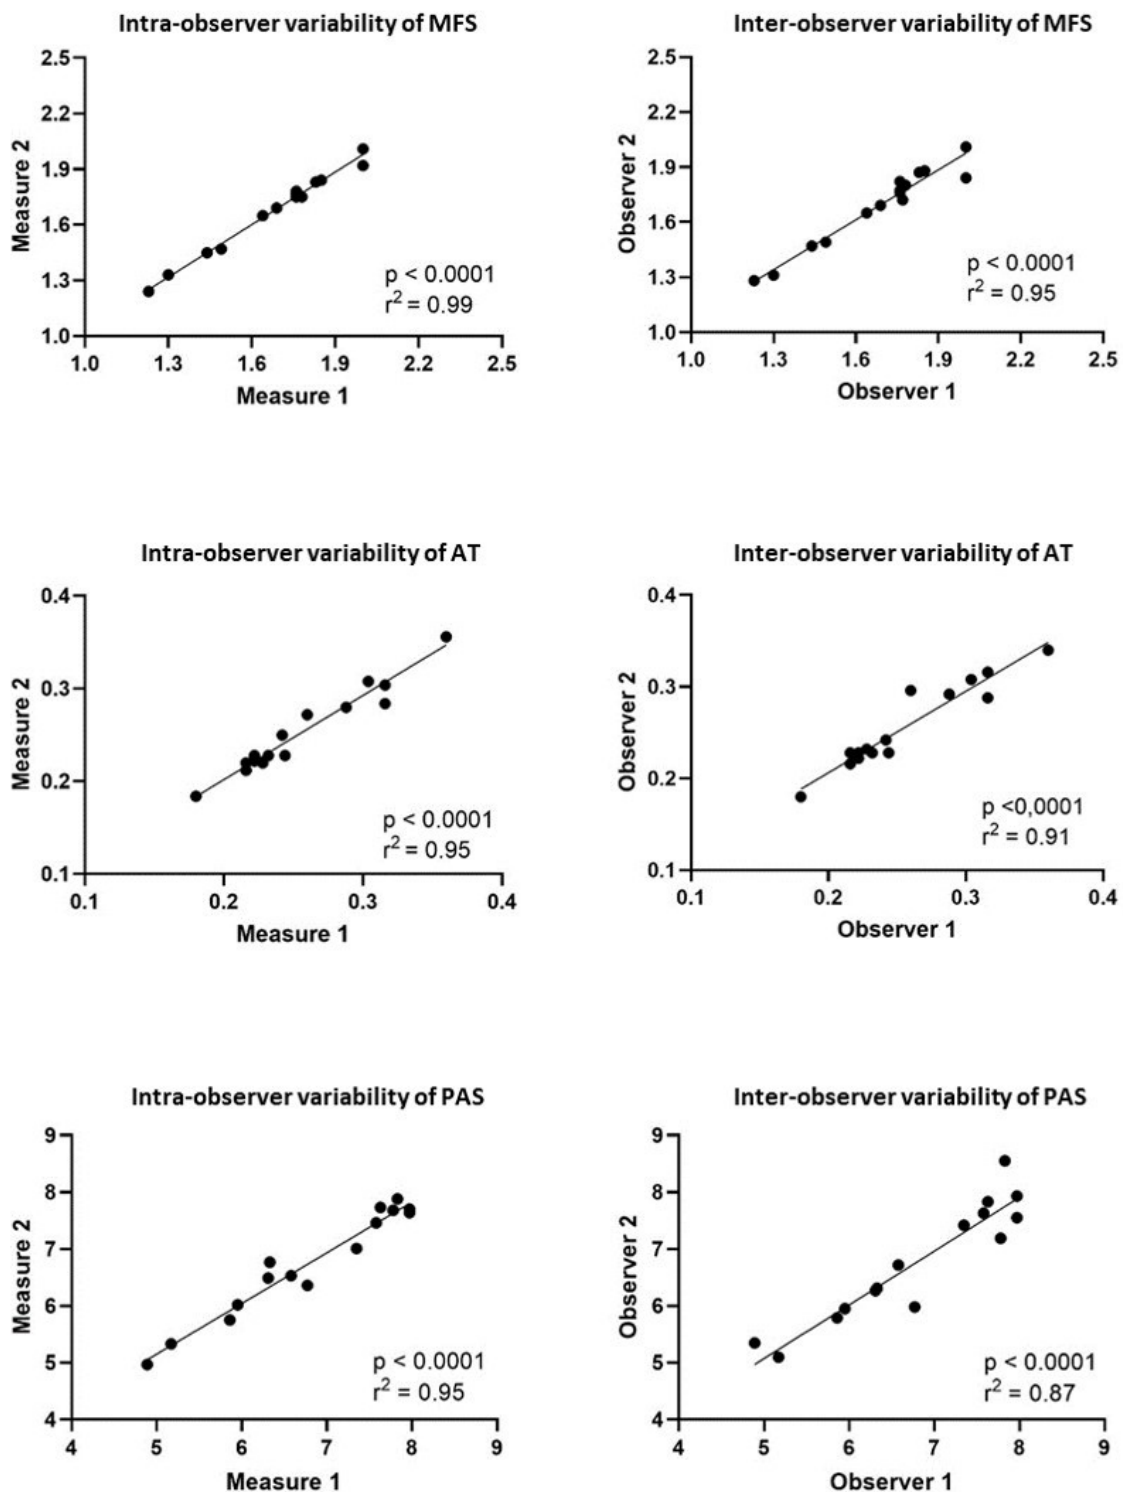 Intra-observer variability of MFS
2.5
2.2
1.9
1.6
1.3
1.0
Measure 2
p < 0.0001
r² = 0.99
1.0 1.3 1.6 1.9 2.2 2.5
Measure 1
Inter-observer variability of MFS
2.5
2.2
1.9
1.6
1.3
1.0
Observer 2
p < 0.0001
r² = 0.95
1.0 1.3 1.6 1.9 2.2 2.5
Observer 1
Intra-observer variability of AT
0.4
0.3
0.2
0.1
Measure 2
p < 0.0001
r² = 0.95
0.1 0.2 0.3 0.4
Measure 1
Inter-observer variability of AT
0.4
0.3
0.2
0.1
Observer 2
p <0,0001
r² = 0.91
0.1 0.2 0.3 0.4
Observer 1
Intra-observer variability of PAS
9
8
7
6
5
4
Measure 2
p < 0.0001
r² = 0.95
4 5 6 7 8 9
Measure 1
Inter-observer variability of PAS
9
8
7
6
5
4
Observer 2
p < 0.0001
r² = 0.87
4 5 6 7 8 9
Observer 1